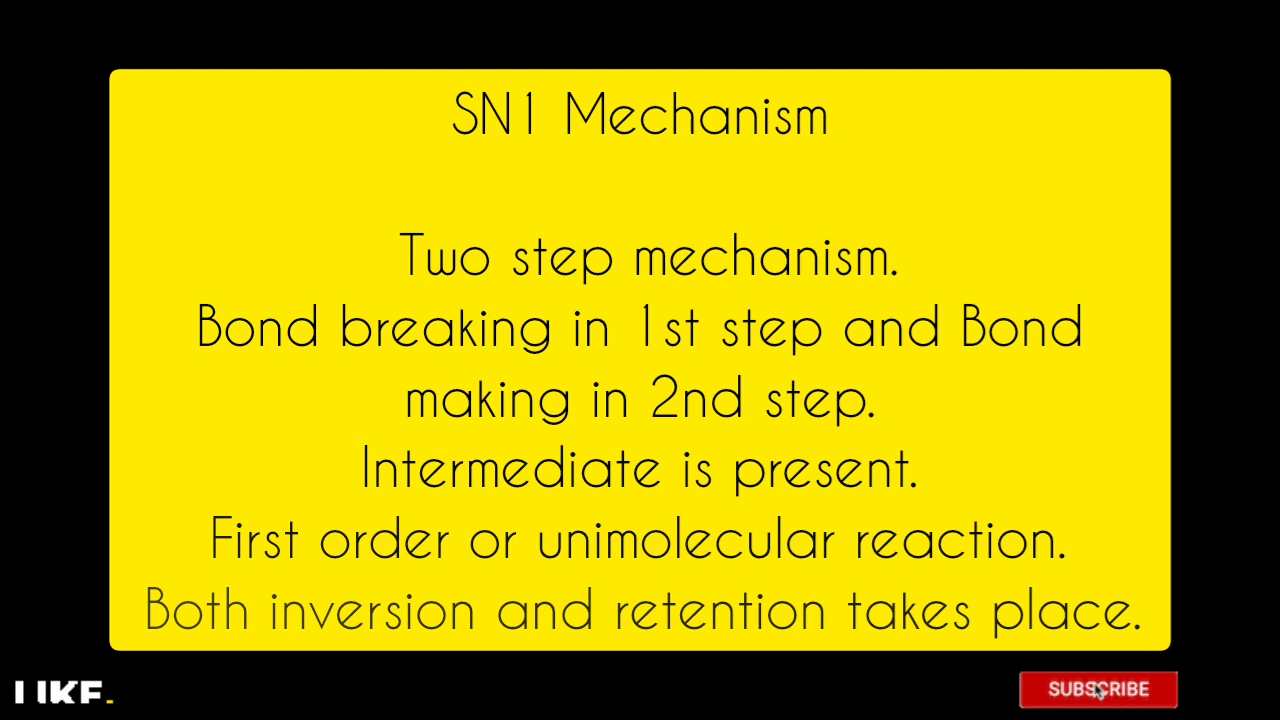 SN1 Mechanism
Two step mechanism.
Bond breaking in 1st step and Bond
making in 2nd step.
Intermediate is present.
First order or unimolecular reaction.
Both inversion and retention takes place.
SUBSCRIBE